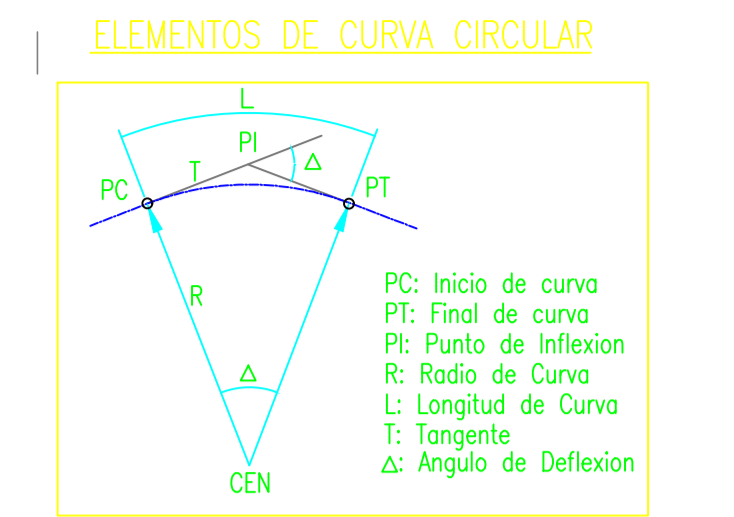 ELEMENTOS DE CURVA CIRCULAR
L
PI
T
△
PC
PT
R
△
CEN
PC: Inicio de curva
PT: Final de curva
PI: Punto de Inflexion
R: Radio de Curva
L: Longitud de Curva
T: Tangente
△: Angulo de Deflexion